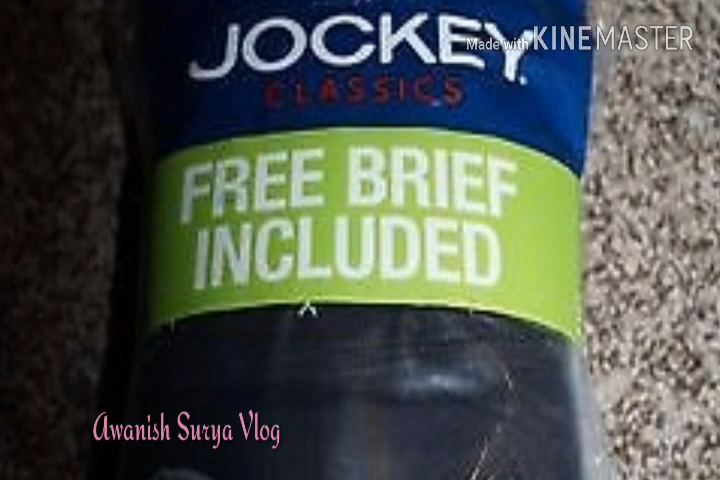 Made with KINEMASTER
JOCKEY
CLASSICS
FREE BRIEF
INCLUDED
Awanish Surya Vlog